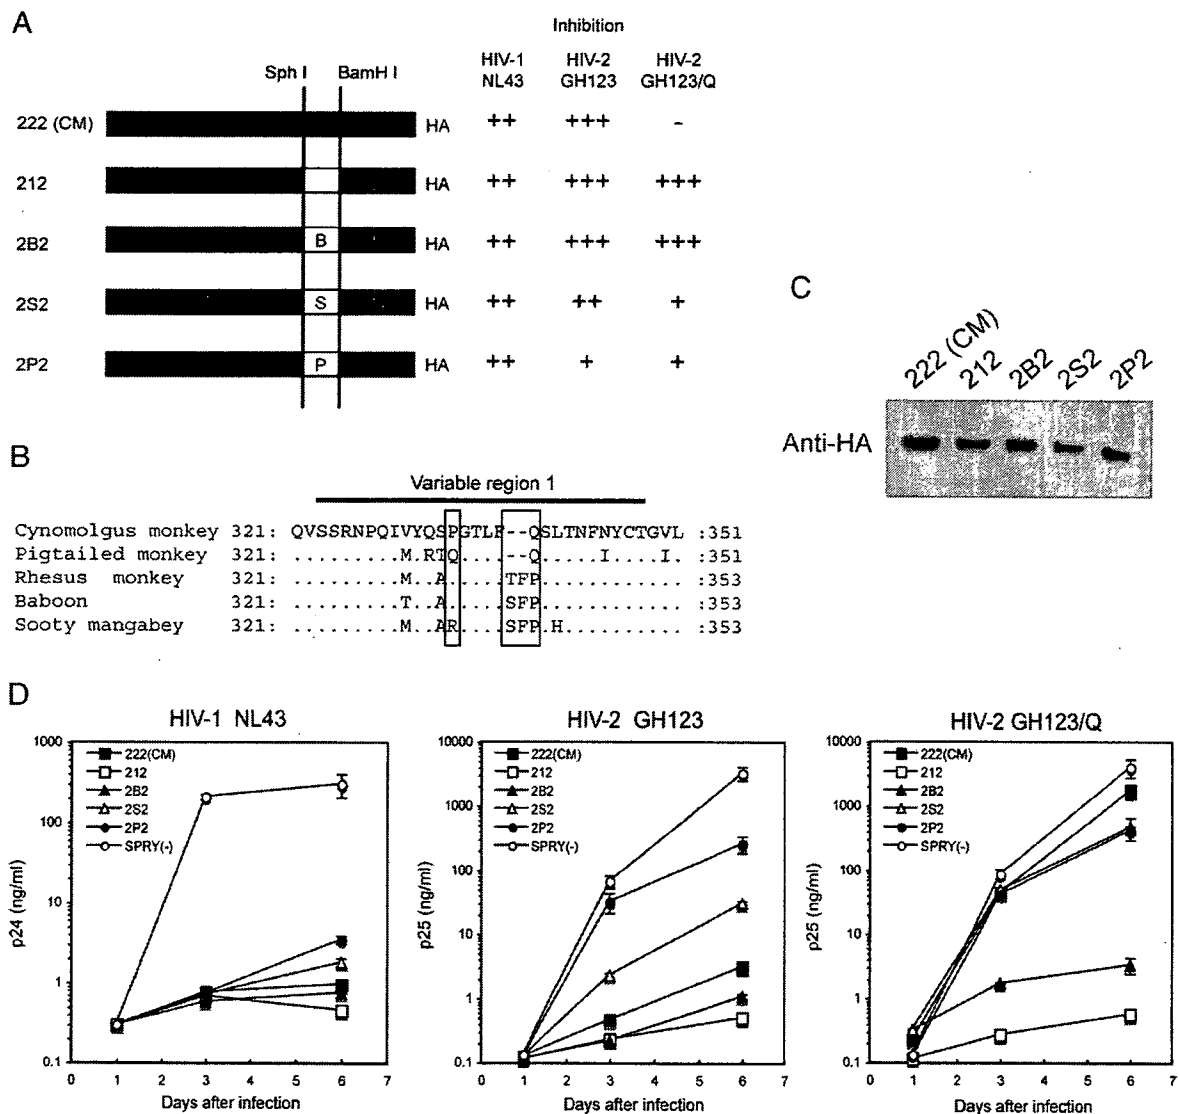 A
Inhibition
HIV-1 NL43
HIV-2 GH123
HIV-2 GH123/Q
Sph I
BamH I
222 (CM) HA ++ +++ -
212 HA ++ +++ +++
2B2 B HA ++ +++ +++
2S2 S HA ++ ++ +
2P2 P HA ++ + +
B
Variable region 1
Cynomolgus monkey 321: QVSSRNPQIVYQSPGTLF--QSLTNFNYCTGVL :351
Pigtailed monkey 321: .........M.RTQ....--Q.....I....I. :351
Rhesus monkey 321: .........M..A.....TFP............ :353
Baboon 321: .........T..A.....SFP............ :353
Sooty mangabey 321: .........M..AR....SFP.H.......... :353
C
222 (CM)
212
2B2
2S2
2P2
Anti-HA
D
HIV-1 NL43
222(CM)
212
2B2
2S2
2P2
SPRY(-)
1000
100
10
1
0.1
p24 (ng/ml)
0 1 2 3 4 5 6 7
Days after infection
HIV-2 GH123
222(CM)
212
2B2
2S2
2P2
SPRY(-)
10000
1000
100
10
1
0.1
p25 (ng/ml)
0 1 2 3 4 5 6 7
Days after infection
HIV-2 GH123/Q
222(CM)
212
2B2
2S2
2P2
SPRY(-)
10000
1000
100
10
1
0.1
p25 (ng/ml)
0 1 2 3 4 5 6 7
Days after infection